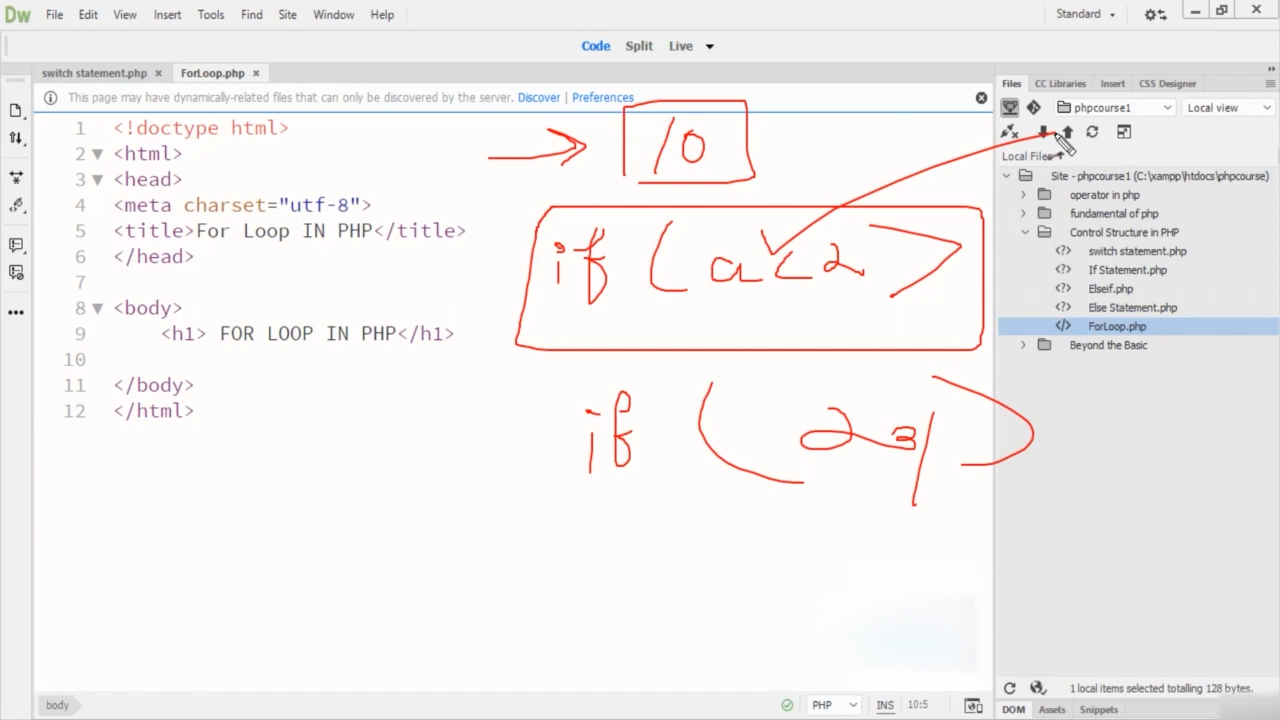 Dw File Edit View Insert Tools Find Site Window Help Standard
Code Split Live
switch statement.php × ForLoop.php ×
This page may have dynamically-related files that can only be discovered by the server. Discover | Preferences
1 <!doctype html>
2 <html>
3 <head>
4 <meta charset="utf-8">
5 <title>For Loop IN PHP</title>
6 </head>
7
8 <body>
9 <h1> FOR LOOP IN PHP</h1>
10
11 </body>
12 </html>
10
if (a<2)
if (
body
PHP INS 10:5
Files CC Libraries Insert CSS Designer
phpcourse1 Local view
Local Files
Site - phpcourse1 (C:\xampp\htdocs\phpcourse)
operator in php
fundamental of php
Control Structure in PHP
switch statement.php
If Statement.php
Elseif.php
Else Statement.php
ForLoop.php
Beyond the Basic
1 local items selected totalling 128 bytes.
DOM Assets Snippets